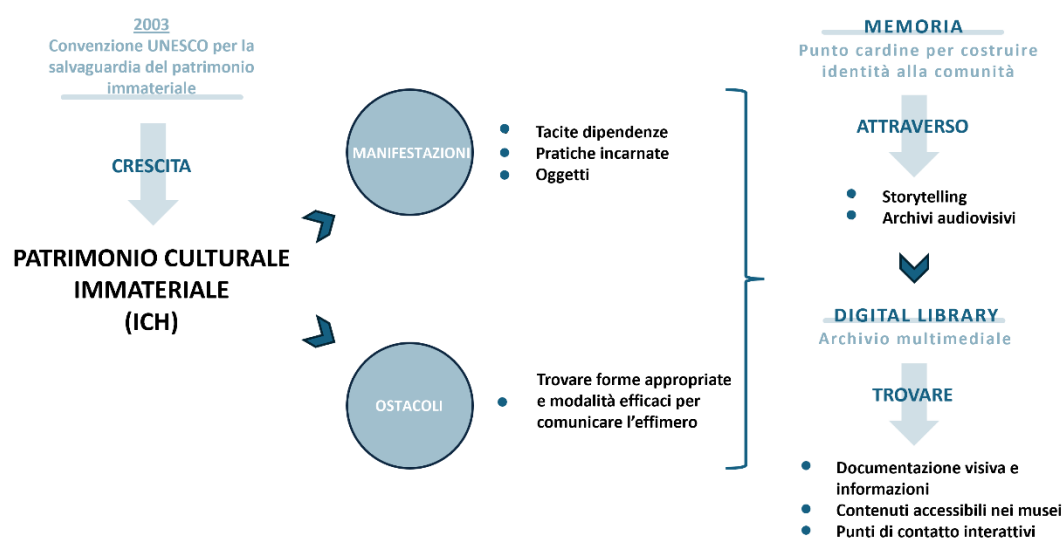 2003
Convenzione UNESCO per la
salvaguardia del patrimonio
immateriale
CRESCITA
PATRIMONIO CULTURALE
IMMATERIALE
(ICH)
MANIFESTAZIONI
Tacite dipendenze
Pratiche incarnate
Oggetti
OSTACOLI
Trovare forme appropriate
e modalità efficaci per
comunicare l'effimero
MEMORIA
Punto cardine per costruire
identità alla comunità
ATTRAVERSO
Storytelling
Archivi audiovisivi
DIGITAL LIBRARY
Archivio multimediale
TROVARE
Documentazione visiva e
informazioni
Contenuti accessibili nei musei
Punti di contatto interattivi